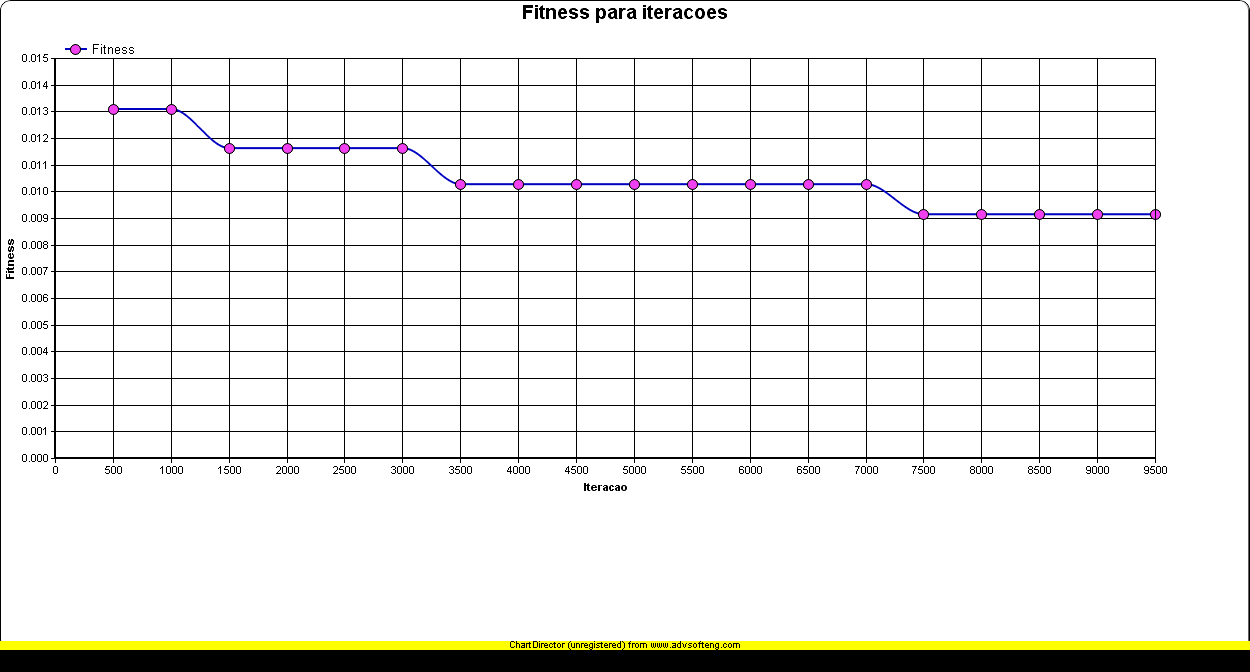 Fitness para iteracoes
Fitness
0.015
0.014
0.013
0.012
0.011
0.010
0.009
0.008
0.007
0.006
0.005
0.004
0.003
0.002
0.001
0.000
Fitness
0 500 1000 1500 2000 2500 3000 3500 4000 4500 5000 5500 6000 6500 7000 7500 8000 8500 9000 9500
Iteracao
ChartDirector (unregistered) from www.advsofteng.com